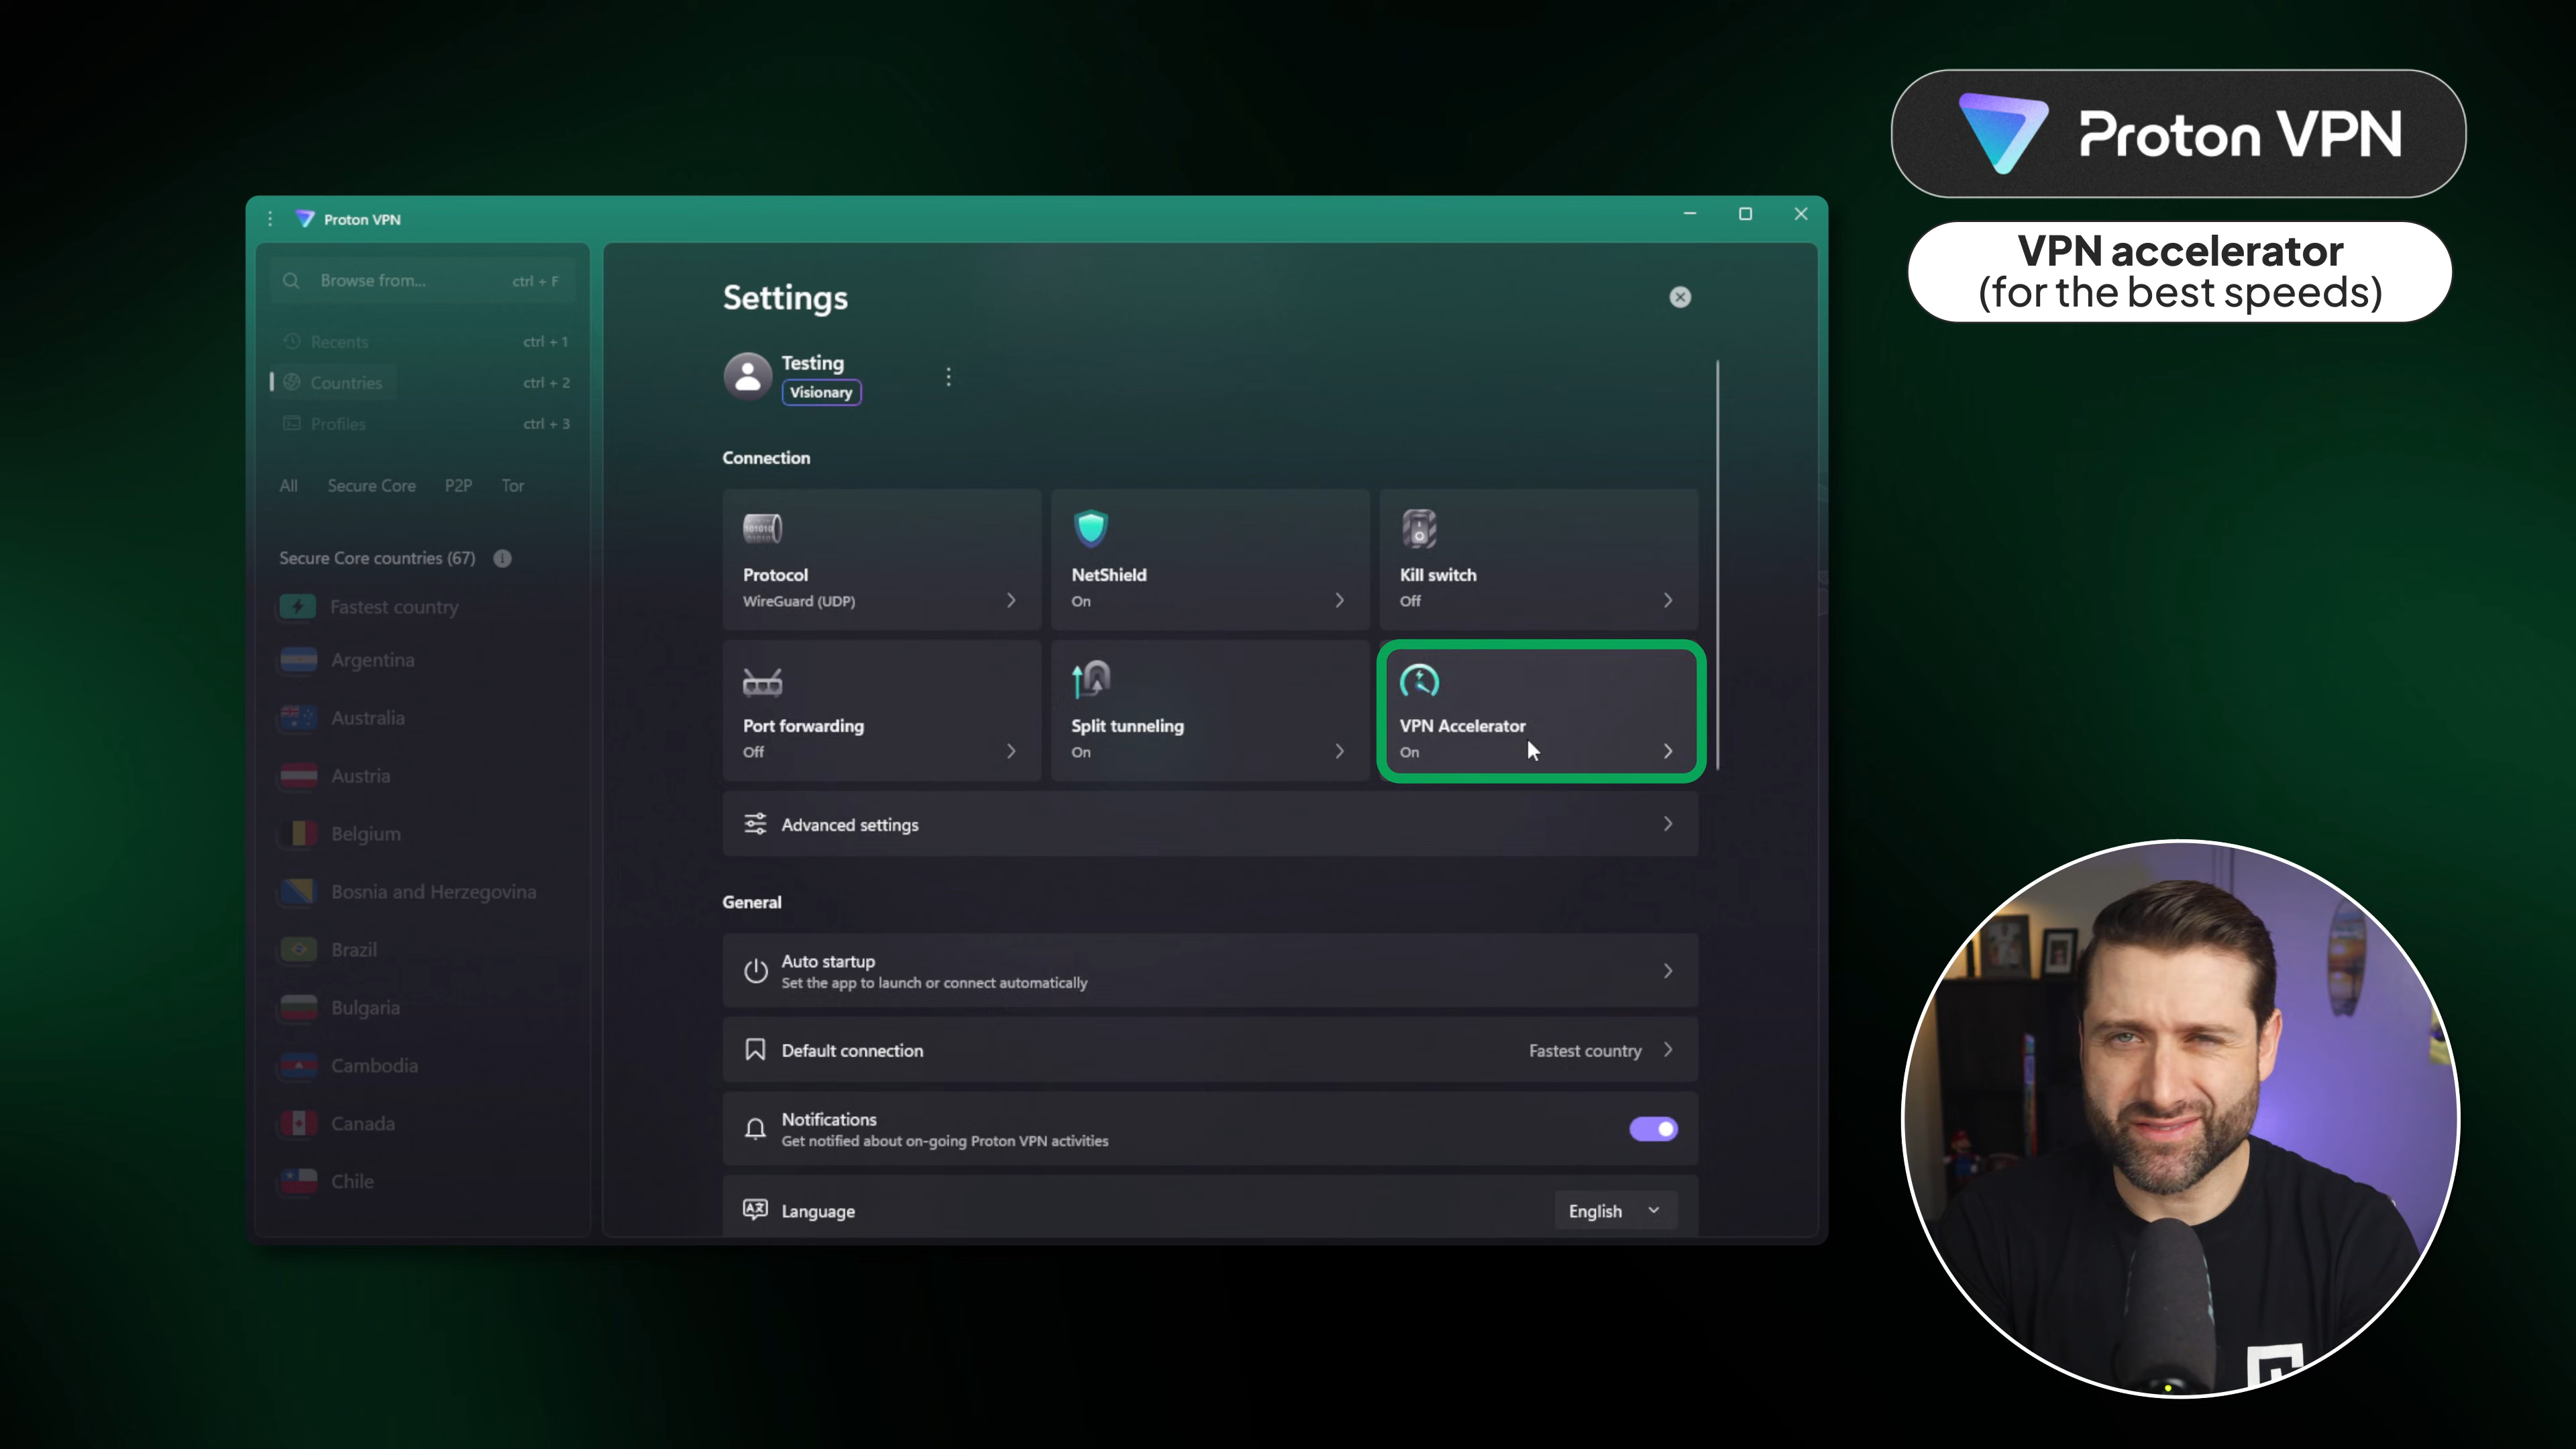 Proton VPN
VPN accelerator
(for the best speeds)
Proton VPN
Browse from... ctrl + F
Recents ctrl + 1
Countries ctrl + 2
Profiles ctrl + 3
All Secure Core P2P Tor
Secure Core countries (67)
Fastest country
Argentina
Australia
Austria
Belgium
Bosnia and Herzegovina
Brazil
Bulgaria
Cambodia
Canada
Chile
Settings
Testing
Visionary
Connection
Protocol
WireGuard (UDP)
NetShield
On
Kill switch
Off
Port forwarding
Off
Split tunneling
On
VPN Accelerator
On
Advanced settings
General
Auto startup
Set the app to launch or connect automatically
Default connection Fastest country
Notifications
Get notified about on-going Proton VPN activities
Language English